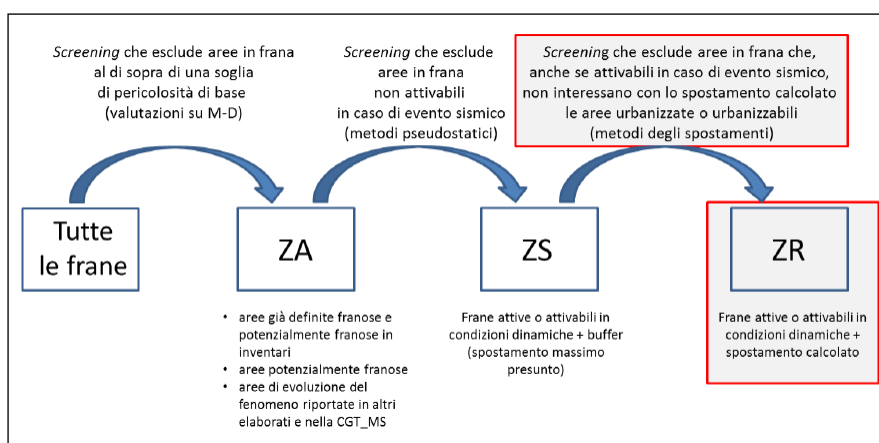 Screening che esclude aree in frana
al di sopra di una soglia
di pericolosità di base
(valutazioni su M-D)
Screening che esclude
aree in frana
non attivabili
in caso di evento sismico
(metodi pseudostatici)
Screening che esclude aree in frana che,
anche se attivabili in caso di evento sismico,
non interessano con lo spostamento calcolato
le aree urbanizzate o urbanizzabili
(metodi degli spostamenti)
Tutte
le frane
ZA
ZS
ZR
• aree già definite franose e
potenzialmente franose in
inventari
• aree potenzialmente franose
• aree di evoluzione del
fenomeno riportate in altri
elaborati e nella CGT_MS
Frane attive o attivabili in
condizioni dinamiche + buffer
(spostamento massimo
presunto)
Frane attive o attivabili in
condizioni dinamiche +
spostamento calcolato